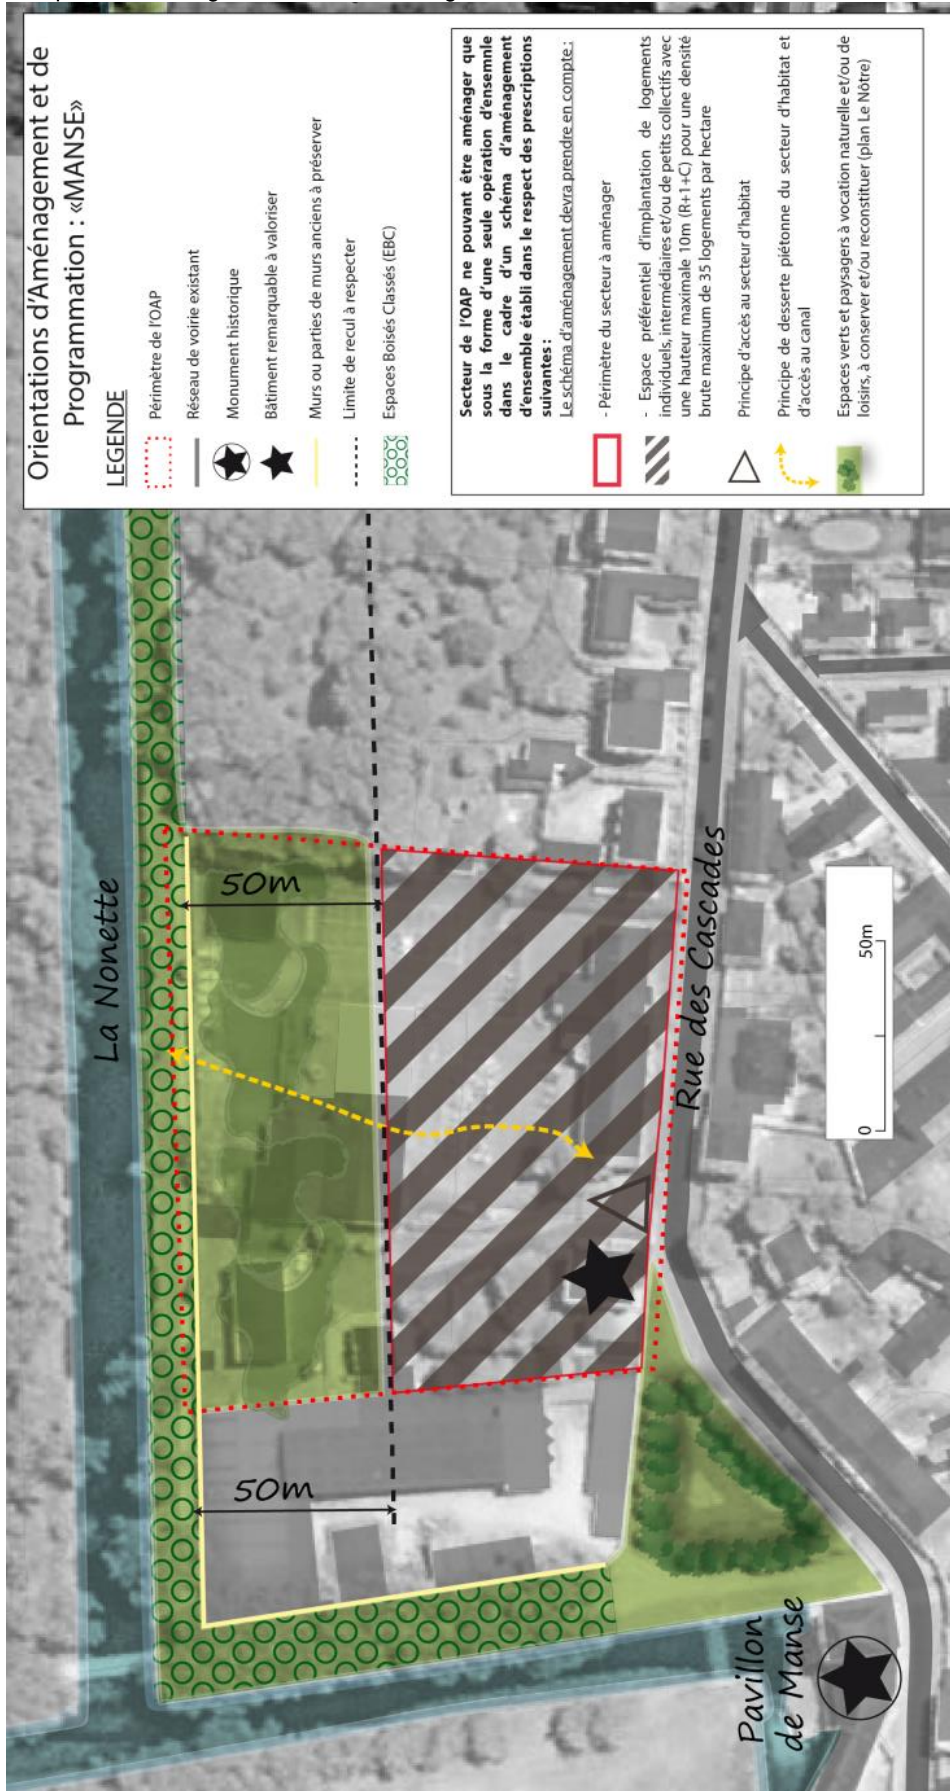 Orientations d'Aménagement et de
Programmation : «MANSE»
LEGENDE
Périmètre de l'OAP
Réseau de voirie existant
Monument historique
Bâtiment remarquable à valoriser
Murs ou parties de murs anciens à préserver
Limite de recul à respecter
Espaces Boisés Classés (EBC)
Secteur de l'OAP ne pouvant être aménager que
sous la forme d'une seule opération d'ensemnle
dans le cadre d'un schéma d'aménagement
d'ensemble établi dans le respect des prescriptions
suivantes :
Le schéma d'aménagement devra prendre en compte :
- Périmètre du secteur à aménager
- Espace préférentiel d'implantation de logements
individuels, intermédiaires et/ou de petits collectifs avec
une hauteur maximale 10m (R+1+C) pour une densité
brute maximum de 35 logements par hectare
Principe d'accès au secteur d'habitat
Principe de desserte piétonne du secteur d'habitat et
d'accès au canal
Espaces verts et paysagers à vocation naturelle et/ou de
loisirs, à conserver et/ou reconstituer (plan Le Nôtre)
La Nonette
50m
50m
Rue des Cascades
0 50m
Pavillon
de Manse